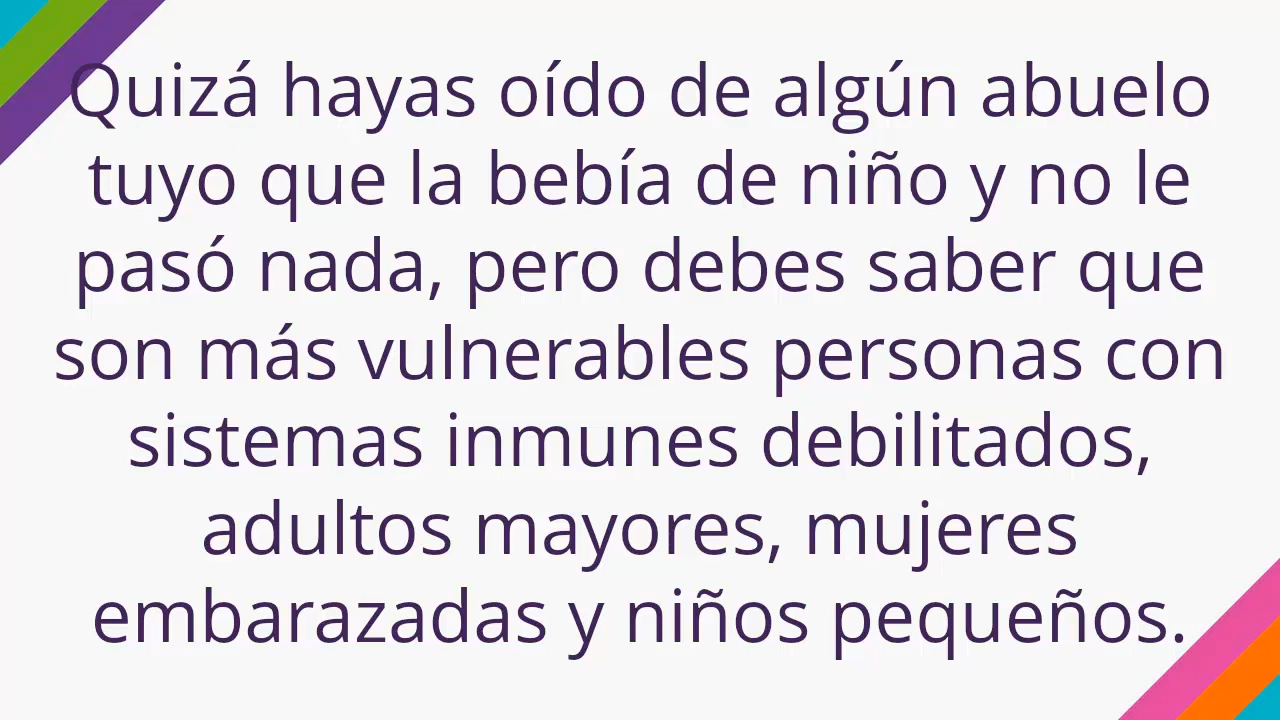 Quizá hayas oído de algún abuelo
tuyo que la bebía de niño y no le
pasó nada, pero debes saber que
son más vulnerables personas con
sistemas inmunes debilitados,
adultos mayores, mujeres
embarazadas y niños pequeños.